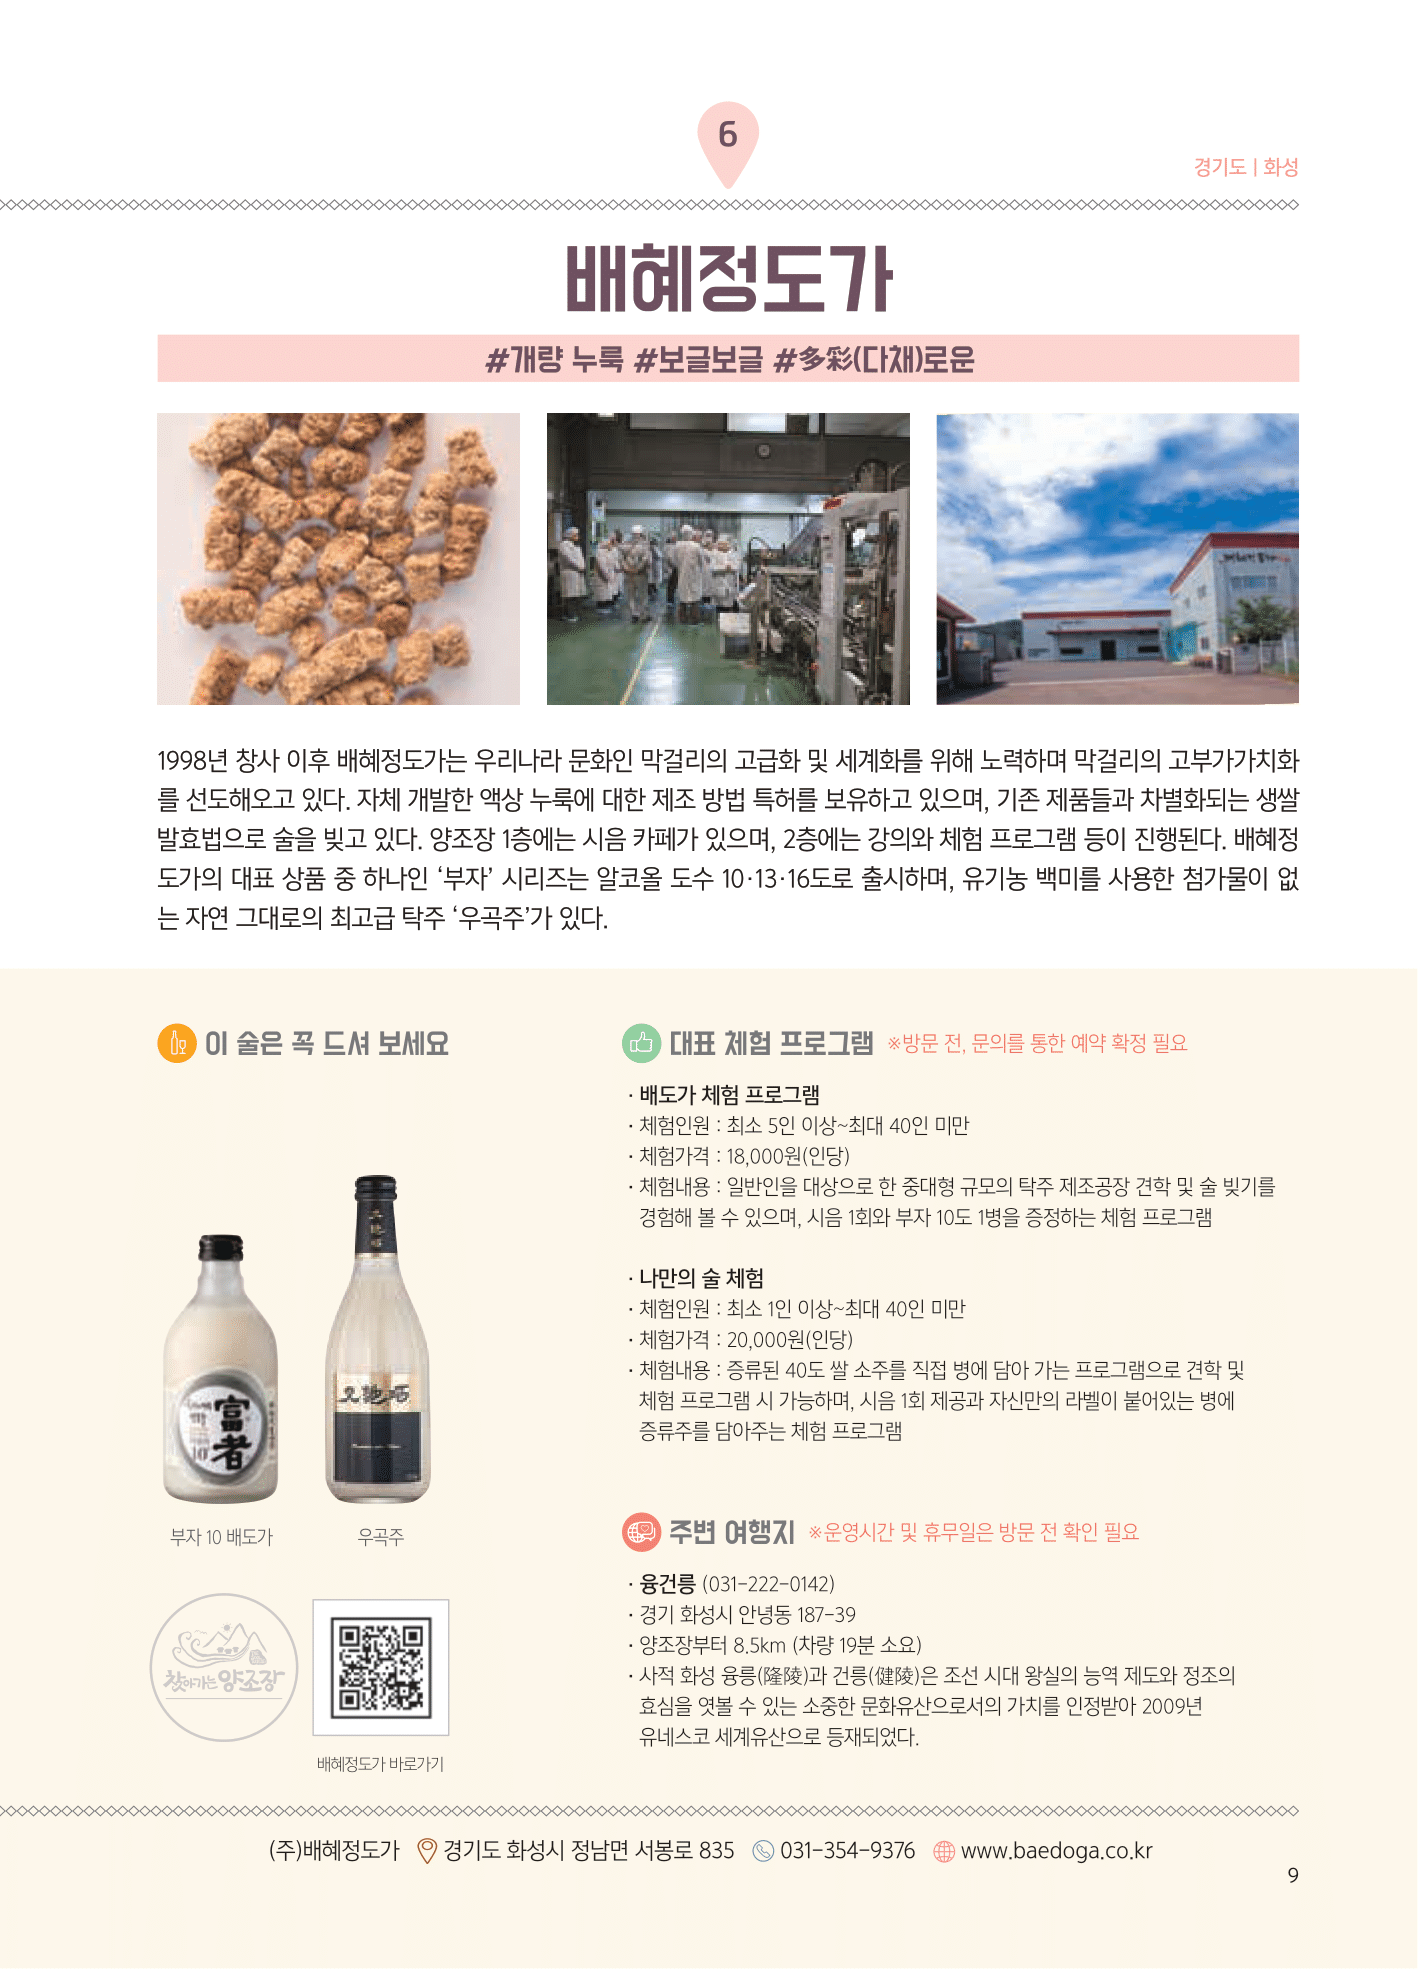 6
경기도 | 화성
배혜정도가
#개량 누룩 #보글보글 #多彩(다채)로운
1998년 창사 이후 배혜정도가는 우리나라 문화인 막걸리의 고급화 및 세계화를 위해 노력하며 막걸리의 고부가가치화
를 선도해오고 있다. 자체 개발한 액상 누룩에 대한 제조 방법 특허를 보유하고 있으며, 기존 제품들과 차별화되는 생쌀
발효법으로 술을 빚고 있다. 양조장 1층에는 시음 카페가 있으며, 2층에는 강의와 체험 프로그램 등이 진행된다. 배혜정
도가의 대표 상품 중 하나인 ‘부자’ 시리즈는 알코올 도수 10·13·16도로 출시하며, 유기농 백미를 사용한 첨가물이 없
는 자연 그대로의 최고급 탁주 ‘우곡주’가 있다.
이 술은 꼭 드셔 보세요
富者
10
부자 10 배도가
우곡주
찾아가는 양조장
배혜정도가 바로가기
대표 체험 프로그램 ※방문 전, 문의를 통한 예약 확정 필요
· 배도가 체험 프로그램
· 체험인원 : 최소 5인 이상~최대 40인 미만
· 체험가격 : 18,000원(인당)
· 체험내용 : 일반인을 대상으로 한 중대형 규모의 탁주 제조공장 견학 및 술 빚기를
경험해 볼 수 있으며, 시음 1회와 부자 10도 1병을 증정하는 체험 프로그램
· 나만의 술 체험
· 체험인원 : 최소 1인 이상~최대 40인 미만
· 체험가격 : 20,000원(인당)
· 체험내용 : 증류된 40도 쌀 소주를 직접 병에 담아 가는 프로그램으로 견학 및
체험 프로그램 시 가능하며, 시음 1회 제공과 자신만의 라벨이 붙어있는 병에
증류주를 담아주는 체험 프로그램
주변 여행지 ※운영시간 및 휴무일은 방문 전 확인 필요
· 융건릉 (031-222-0142)
· 경기 화성시 안녕동 187-39
· 양조장부터 8.5km (차량 19분 소요)
· 사적 화성 융릉(隆陵)과 건릉(健陵)은 조선 시대 왕실의 능역 제도와 정조의
효심을 엿볼 수 있는 소중한 문화유산으로서의 가치를 인정받아 2009년
유네스코 세계유산으로 등재되었다.
(주)배혜정도가 경기도 화성시 정남면 서봉로 835 031-354-9376 www.baedoga.co.kr
9